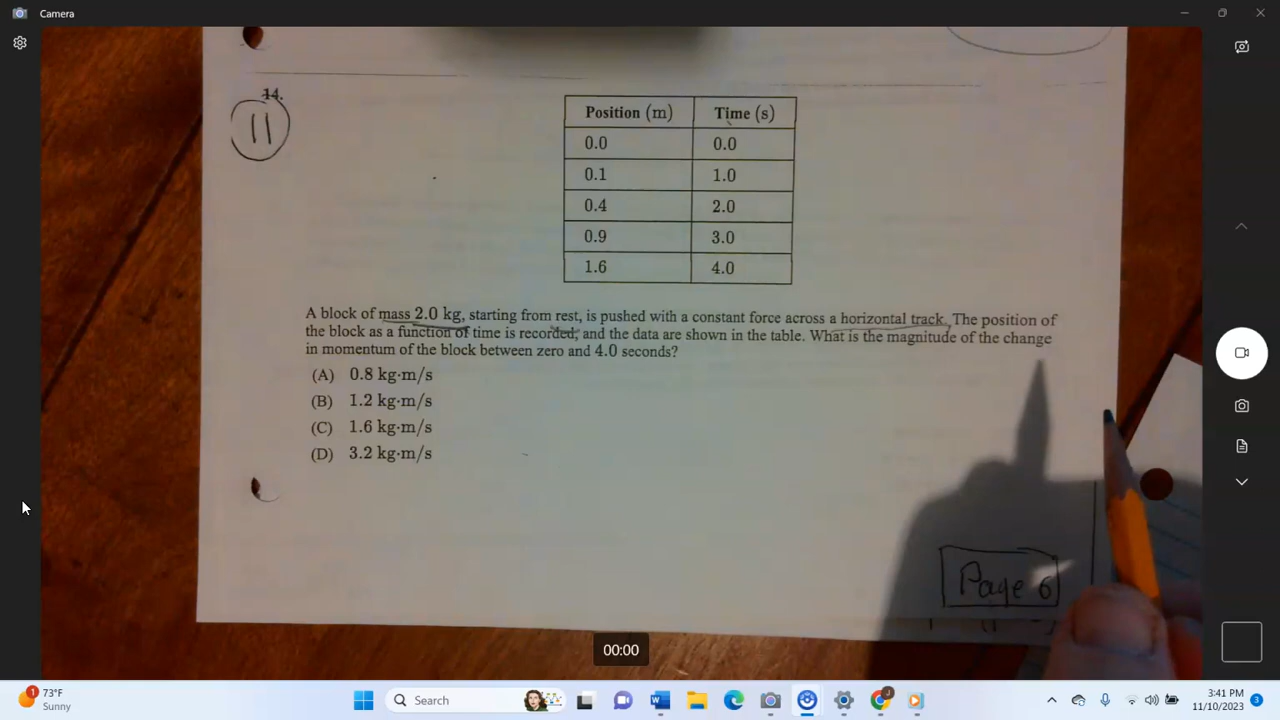 Camera
14.
11
Position (m) Time (s)
0.0 0.0
0.1 1.0
0.4 2.0
0.9 3.0
1.6 4.0
A block of mass 2.0 kg, starting from rest, is pushed with a constant force across a horizontal track. The position of
the block as a function of time is recorded, and the data are shown in the table. What is the magnitude of the change
in momentum of the block between zero and 4.0 seconds?
(A) 0.8 kg·m/s
(B) 1.2 kg·m/s
(C) 1.6 kg·m/s
(D) 3.2 kg·m/s
Page 6
00:00
1
73°F
Sunny
Search
3:41 PM
11/10/2023
3